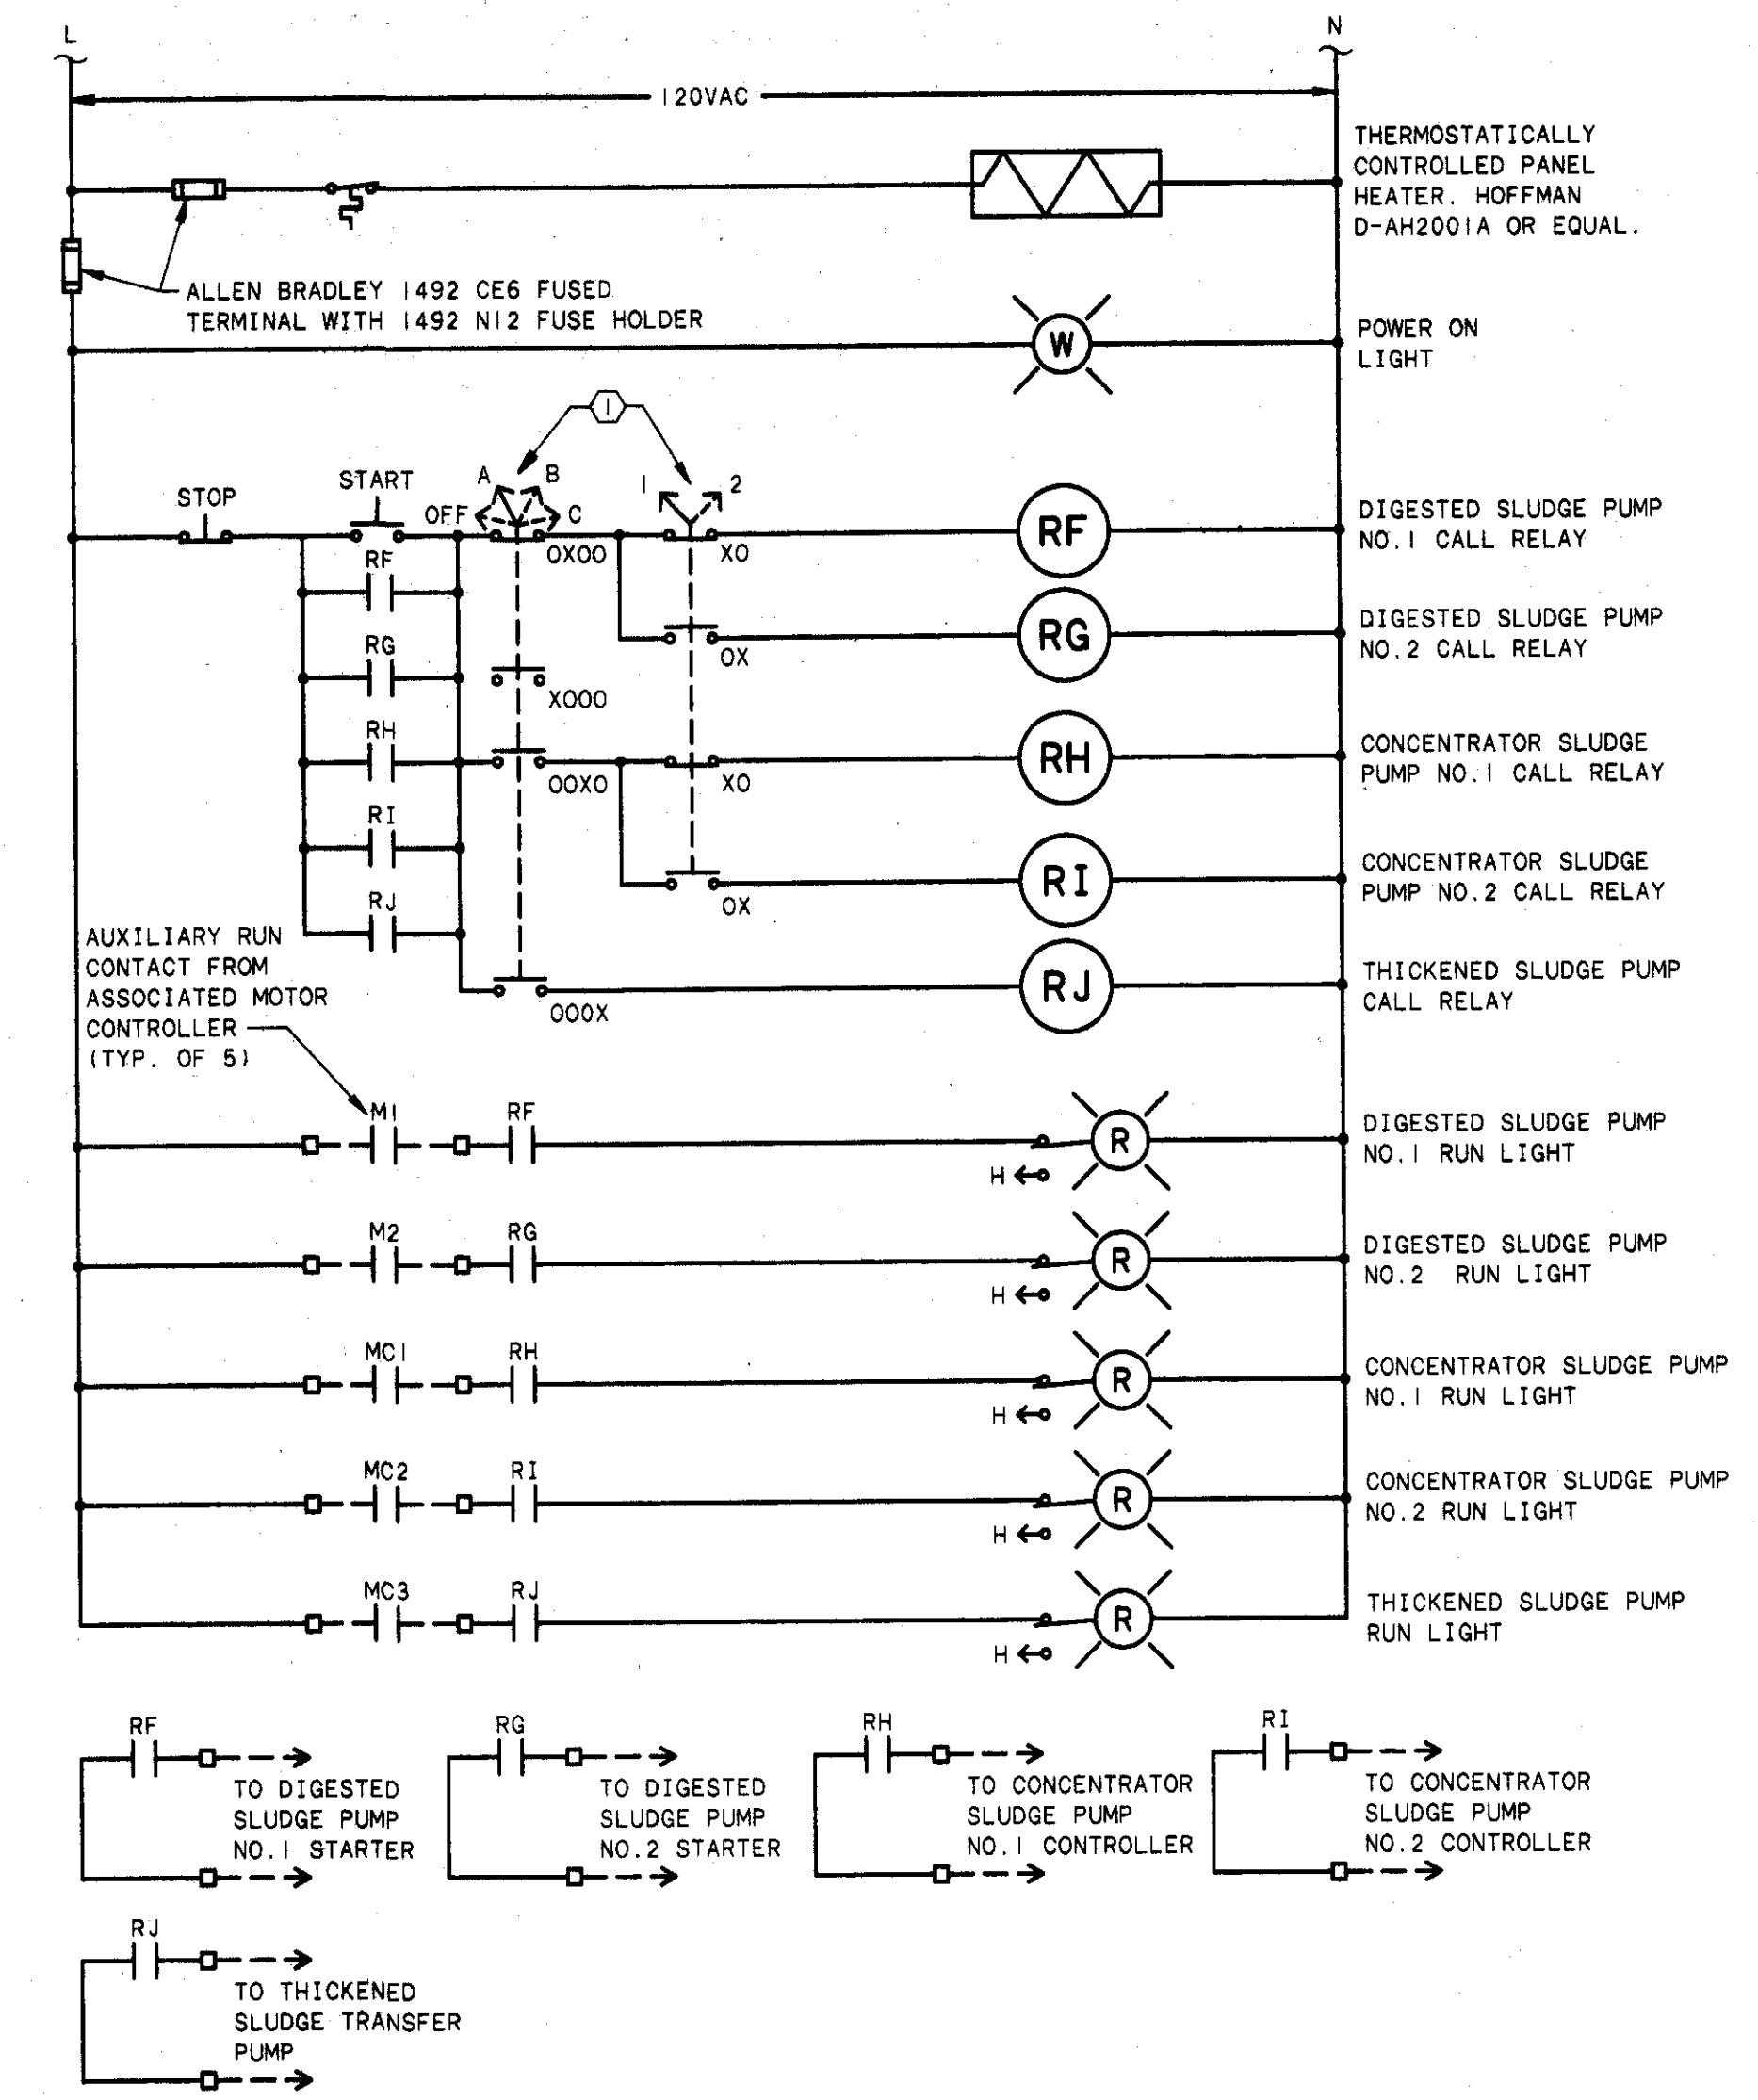 L
N
120VAC
THERMOSTATICALLY
CONTROLLED PANEL
HEATER. HOFFMAN
D-AH2001A OR EQUAL.
ALLEN BRADLEY 1492 CE6 FUSED
TERMINAL WITH 1492 N12 FUSE HOLDER
W
POWER ON
LIGHT
1
STOP
START
OFF
A
B
C
OXOO
1
2
XO
RF
DIGESTED SLUDGE PUMP
NO.1 CALL RELAY
RF
OX
RG
DIGESTED SLUDGE PUMP
NO.2 CALL RELAY
RG
XOOO
RH
OOXO
XO
RH
CONCENTRATOR SLUDGE
PUMP NO.1 CALL RELAY
RI
OX
RI
CONCENTRATOR SLUDGE
PUMP NO.2 CALL RELAY
RJ
OOOX
RJ
THICKENED SLUDGE PUMP
CALL RELAY
AUXILIARY RUN
CONTACT FROM
ASSOCIATED MOTOR
CONTROLLER
(TYP. OF 5)
M1
RF
H
R
DIGESTED SLUDGE PUMP
NO.1 RUN LIGHT
M2
RG
H
R
DIGESTED SLUDGE PUMP
NO.2 RUN LIGHT
MC1
RH
H
R
CONCENTRATOR SLUDGE PUMP
NO.1 RUN LIGHT
MC2
RI
H
R
CONCENTRATOR SLUDGE PUMP
NO.2 RUN LIGHT
MC3
RJ
H
R
THICKENED SLUDGE PUMP
RUN LIGHT
RF
TO DIGESTED
SLUDGE PUMP
NO.1 STARTER
RG
TO DIGESTED
SLUDGE PUMP
NO.2 STARTER
RH
TO CONCENTRATOR
SLUDGE PUMP
NO.1 CONTROLLER
RI
TO CONCENTRATOR
SLUDGE PUMP
NO.2 CONTROLLER
RJ
TO THICKENED
SLUDGE TRANSFER
PUMP